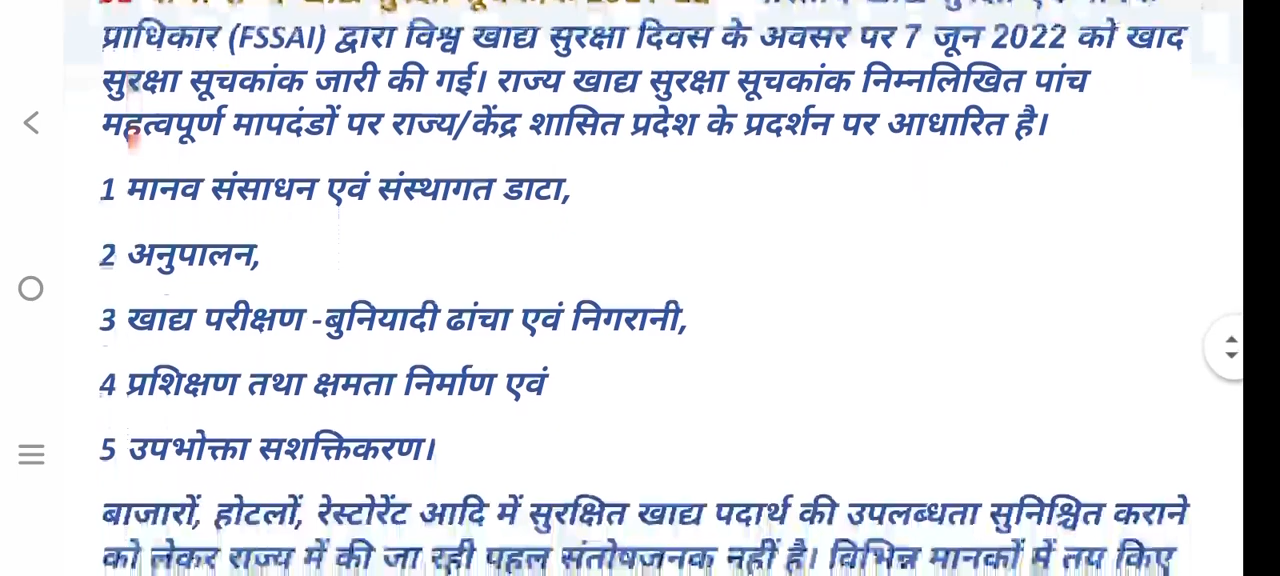 प्राधिकार (FSSAI) द्वारा विश्व खाद्य सुरक्षा दिवस के अवसर पर 7 जून 2022 को खाद
सुरक्षा सूचकांक जारी की गई। राज्य खाद्य सुरक्षा सूचकांक निम्नलिखित पांच
महत्वपूर्ण मापदंडों पर राज्य/केंद्र शासित प्रदेश के प्रदर्शन पर आधारित है।
1 मानव संसाधन एवं संस्थागत डाटा,
2 अनुपालन,
3 खाद्य परीक्षण -बुनियादी ढांचा एवं निगरानी,
4 प्रशिक्षण तथा क्षमता निर्माण एवं
5 उपभोक्ता सशक्तिकरण।
बाजारों, होटलों, रेस्टोरेंट आदि में सुरक्षित खाद्य पदार्थ की उपलब्धता सुनिश्चित कराने
को लेकर राज्य में की जा रही पहल संतोषजनक नहीं है। विभिन्न मानकों में तय किए